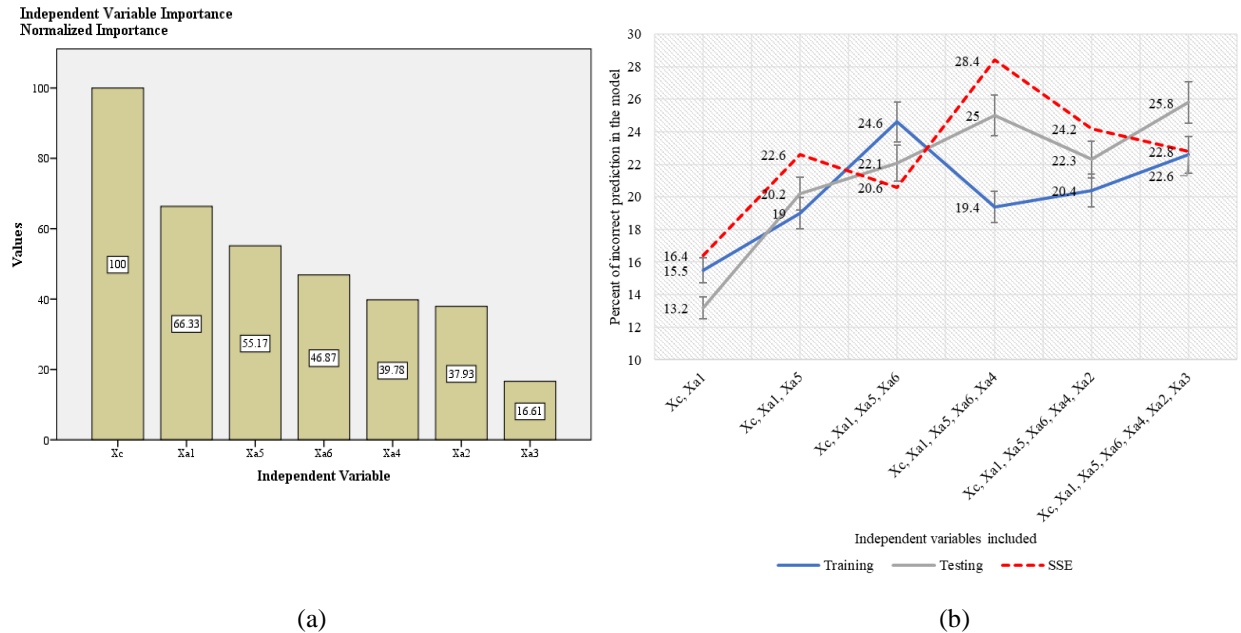 Independent Variable Importance
Normalized Importance
Values
100
80
60
40
20
0
100
66.33
55.17
46.87
39.78
37.93
16.61
Xc
Xa1
Xa5
Xa6
Xa4
Xa2
Xa3
Independent Variable
(a)
Percent of incorrect prediction in the model
30
28
26
24
22
20
18
16
14
12
10
16.4
15.5
13.2
22.6
20.2
19
24.6
22.1
20.6
28.4
25
19.4
24.2
22.3
20.4
25.8
22.8
22.6
Xc, Xa1
Xc, Xa1, Xa5
Xc, Xa1, Xa5, Xa6
Xc, Xa1, Xa5, Xa6, Xa4
Xc, Xa1, Xa5, Xa6, Xa4, Xa2
Xc, Xa1, Xa5, Xa6, Xa4, Xa2, Xa3
Independent variables included
Training
Testing
SSE
(b)